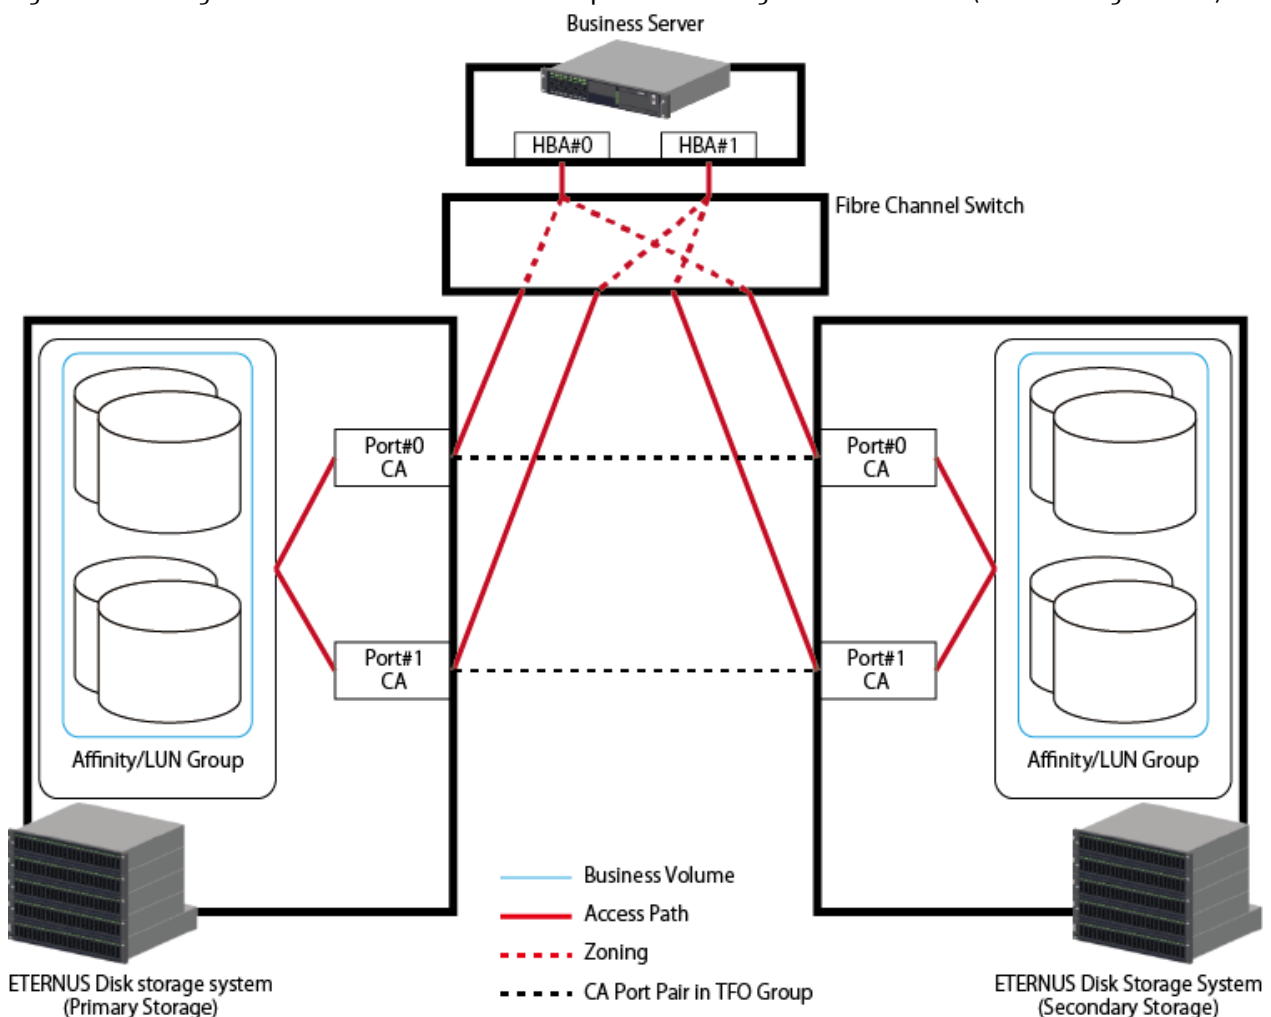 Business Server
HBA#0
HBA#1
Fibre Channel Switch
Port#0
CA
Port#0
CA
Port#1
CA
Port#1
CA
Affinity/LUN Group
Affinity/LUN Group
Business Volume
Access Path
Zoning
CA Port Pair in TFO Group
ETERNUS Disk storage system
(Primary Storage)
ETERNUS Disk Storage System
(Secondary Storage)